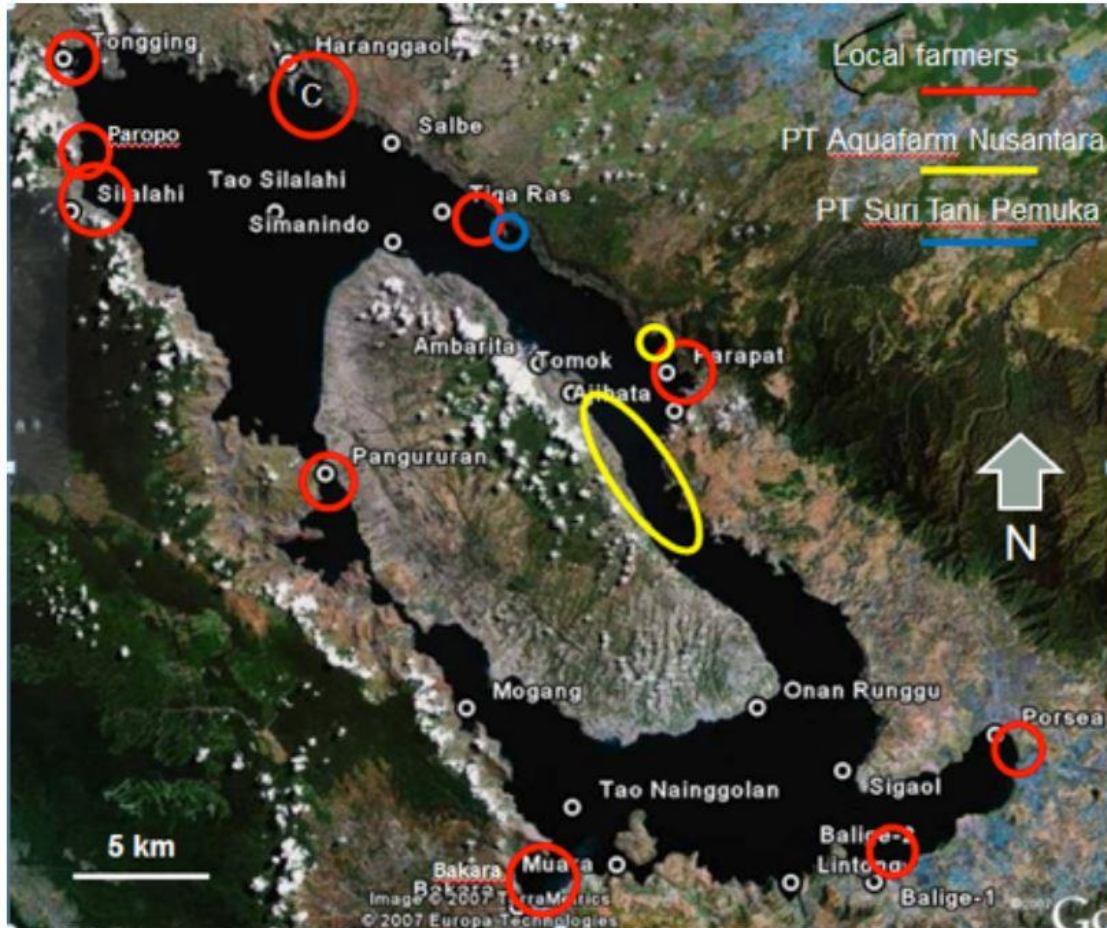 Tongging
Haranggaol
Local farmers
C
Paropo
Salbe
PT Aquafarm Nusantara
Silalahi
Tao Silalahi
Tiga Ras
PT Suri Tani Pemuka
Simanindo
Ambarita
Tomok
Parapat
Ajibata
Pangururan
N
Mogang
Onan Runggu
Porsea
Sigaol
Tao Nainggolan
5 km
Balige-2
Bakara
Muara
Lintong
Bakara
Balige-1
Image © 2007 TerraMetrics
© 2007 Europa Technologies
©2007
Go